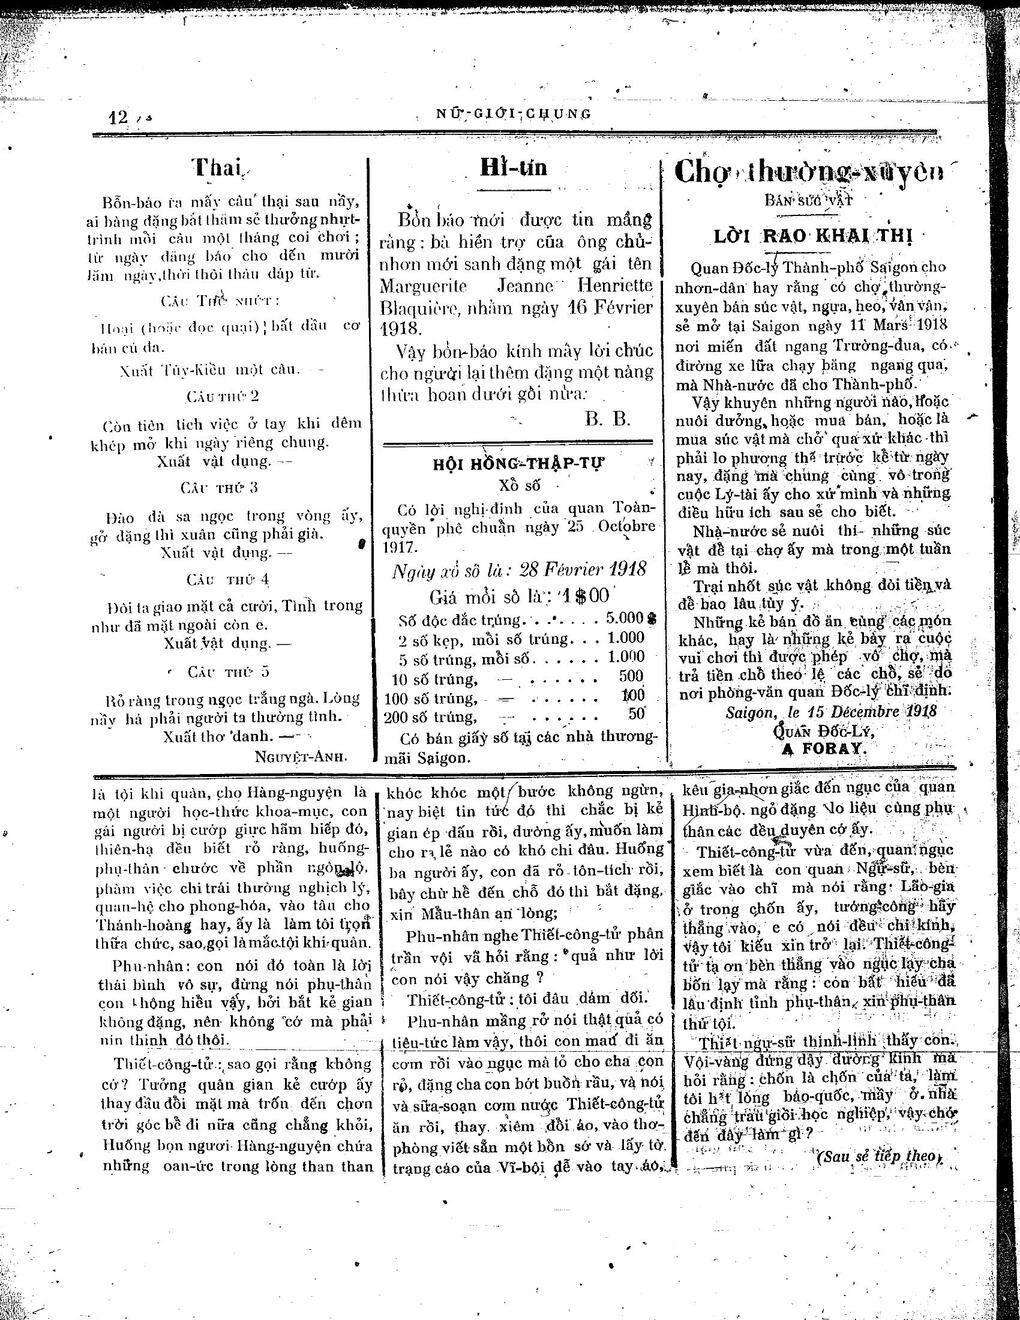 12
NỮ-GIỚI-CHUNG
Thai
Bỗn-báo ra mấy câu thai sau nầy,
ai bàng đặng bắt thăm sẽ thưởng nhựt-
trình mỗi câu một tháng coi chơi ;
từ ngày đăng báo cho đến mười
lăm ngày, thời thôi thâu đáp từ.
CÂU THỨ NHỨT :
Hoại (hoặc đọc quại) bất dầu cơ
bản cú da.
Xuất Túy-kiều một câu.
CÂU THỨ 2
Còn tiên tích việc ở tay khi đêm
khép mở khi ngày riêng chung.
Xuất vật dụng. —
CÂU THỨ 3
Đào đả sa ngọc trong vòng ấy,
gở đặng thì xuân cũng phải già.
Xuất vật dụng. —
CÂU THỨ 4
Đòi ta giao mặt cả cười, Tình trong
như đã mặt ngoài còn e.
Xuất vật dụng. —
CÂU THỨ 5
Rỏ ràng trong ngọc trắng ngà. Lòng
nầy há phải người ta thường tình.
Xuất thơ danh. —
NGUYỆT-ANH.
Hỉ-tín
Bổn báo mới được tin mầng
rằng : bà hiền trợ của ông chủ-
nhơn mới sanh đặng một gái tên
Marguerite Jeanne Henriette
Blaquière, nhằm ngày 16 Février
1918.
Vậy bổn-báo kính mấy lời chúc
cho người lại thêm đặng một nàng
thừa hoan dưới gối nữa.
B. B.
HỘI HỒNG-THẬP-TỰ
Xổ số
Có lời nghị-định của quan Toàn-
quyền phê chuẩn ngày 25 Octobre
1917.
Ngày xổ số là : 28 Février 1918
Giá mỗi số là : 1$00
Số độc đắc trúng. . . . . . . 5.000$
2 số kẹp, mỗi số trúng. . . 1.000
5 số trúng, mỗi số. . . . . . 1.000
10 số trúng, — . . . . . . 500
100 số trúng, — . . . . . . 100
200 số trúng, — . . . . . . 50
Có bán giấy số tại các nhà thương-
mãi Saigon.
Chợ thường-xuyên
BÁN SÚC VẬT
LỜI RAO KHAI THỊ
Quan Đốc-lý Thành-phố Saigon cho
nhơn-dân hay rằng có chợ thường-
xuyên bán súc vật, ngựa, heo, vân vân,
sẽ mở tại Saigon ngày 11 Mars 1918
nơi miến đất ngang Trường-đua, có
đường xe lữa chạy băng ngang qua,
mà Nhà-nước đã cho Thành-phố.
Vậy khuyên những người nào, hoặc
nuôi dưỡng, hoặc mua bán, hoặc là
mua súc vật mà chở qua xứ khác thì
phải lo phương thế trước kể từ ngày
nay, đặng mà chung cùng vô trong
cuộc Lý-tài ấy cho xứ mình và những
điều hữu ích sau sẽ cho biết.
Nhà-nước sẽ nuôi thí những súc
vật để tại chợ ấy mà trong một tuần
lễ mà thôi.
Trại nhốt súc vật không đòi tiền và
để bao lâu tùy ý.
Những kẻ bán đồ ăn cùng các món
khác, hay là những kẻ bày ra cuộc
vui chơi thì được phép vô chợ, mà
trả tiền chỗ theo lệ các chỗ, sẽ do
nơi phòng-văn quan Đốc-lý chỉ định.
Saigon, le 15 Décembre 1918
QUAN ĐỐC-LÝ,
A FORAY.
là tội khi quân, cho Hàng-nguyện là
một người học-thức khoa-mục, con
gái người bị cướp giực hãm hiếp đó,
thiên-hạ đều biết rỏ ràng, huống-
phụ-thân chước về phần ngôn-lộ,
phàm việc chi trái thường nghịch lý,
quan-hệ cho phong-hóa, vào tâu cho
Thánh-hoàng hay, ấy là làm tôi trọn
thữa chức, sao gọi là mắc tội khi quân.
Phu-nhân : con nói đó toàn là lời
thái bình vô sự, đừng nói phụ-thân
con không hiểu vậy, bởi bắt kẻ gian
không đặng, nên không cớ mà phải
nín thinh đó thôi.
Thiết-công-tử : sao gọi rằng không
cớ ? Tưởng quân gian kẻ cướp ấy
thay đầu đổi mặt mà trốn đến chơn
trời góc bể đi nữa cũng chẳng khỏi,
Huống bọn ngươi Hàng-nguyện chứa
những oan-ức trong lòng than than
khóc khóc một bước không ngừn,
nay biệt tin tức đó thì chắc bị kẻ
gian ép dấu rồi, dường ấy, muốn làm
cho ra lẽ nào có khó chi đâu. Huống
ba người ấy, con đã rỏ tôn-tích rồi,
bây chừ hể đến chỗ đó thì bắt đặng.
xin Mẫu-thân an lòng;
Phu-nhân nghe Thiết-công-tử phân
trần vội vã hỏi rằng : quả như lời
con nói vậy chăng ?
Thiết-công-tử : tôi đâu dám dối.
Phu-nhân mầng rở nói thật quả có
tiệu-tức làm vậy, thôi con mau đi ăn
cơm rồi vào ngục mà tỏ cho cha con
rỏ, đặng cha con bớt buồn rầu, và nói
và sữa-soạn cơm nước Thiết-công-tử
ăn rồi, thay xiêm đổi áo, vào thơ-
phòng viết sẵn một bổn sớ và lấy tờ
trạng cáo của Vĩ-bội để vào tay áo,
kêu gia-nhơn giắc đến ngục của quan
Hình-bộ. ngỏ đặng lo liệu cùng phụ
thân các đều duyên cớ ấy.
Thiết-công-tử vừa đến, quan ngục
xem biết là con quan Ngự-sữ, bèn
giắc vào chỉ mà nói rằng : Lão-gia
ở trong chốn ấy, tướng-công hãy
thẳng vào, e có nói đều chi kính,
vậy tôi kiếu xin trở lại. Thiết-công-
tử tạ ơn bèn thẳng vào ngục lạy cha
bốn lạy mà rằng : con bất hiếu đã
lâu định tỉnh phụ-thân, xin phụ-thân
thứ tội.
Thiết ngự-sữ thình-lình thấy con,
Vội-vàng đứng dậy dường kinh mà
hỏi rằng : chốn là chốn của ta, làm
tôi hết lòng báo-quốc, mầy ở nhà
chẳng trau giồi học nghiệp, vậy chớ
đến đây làm gì ?
(Sau sẽ tiếp theo)